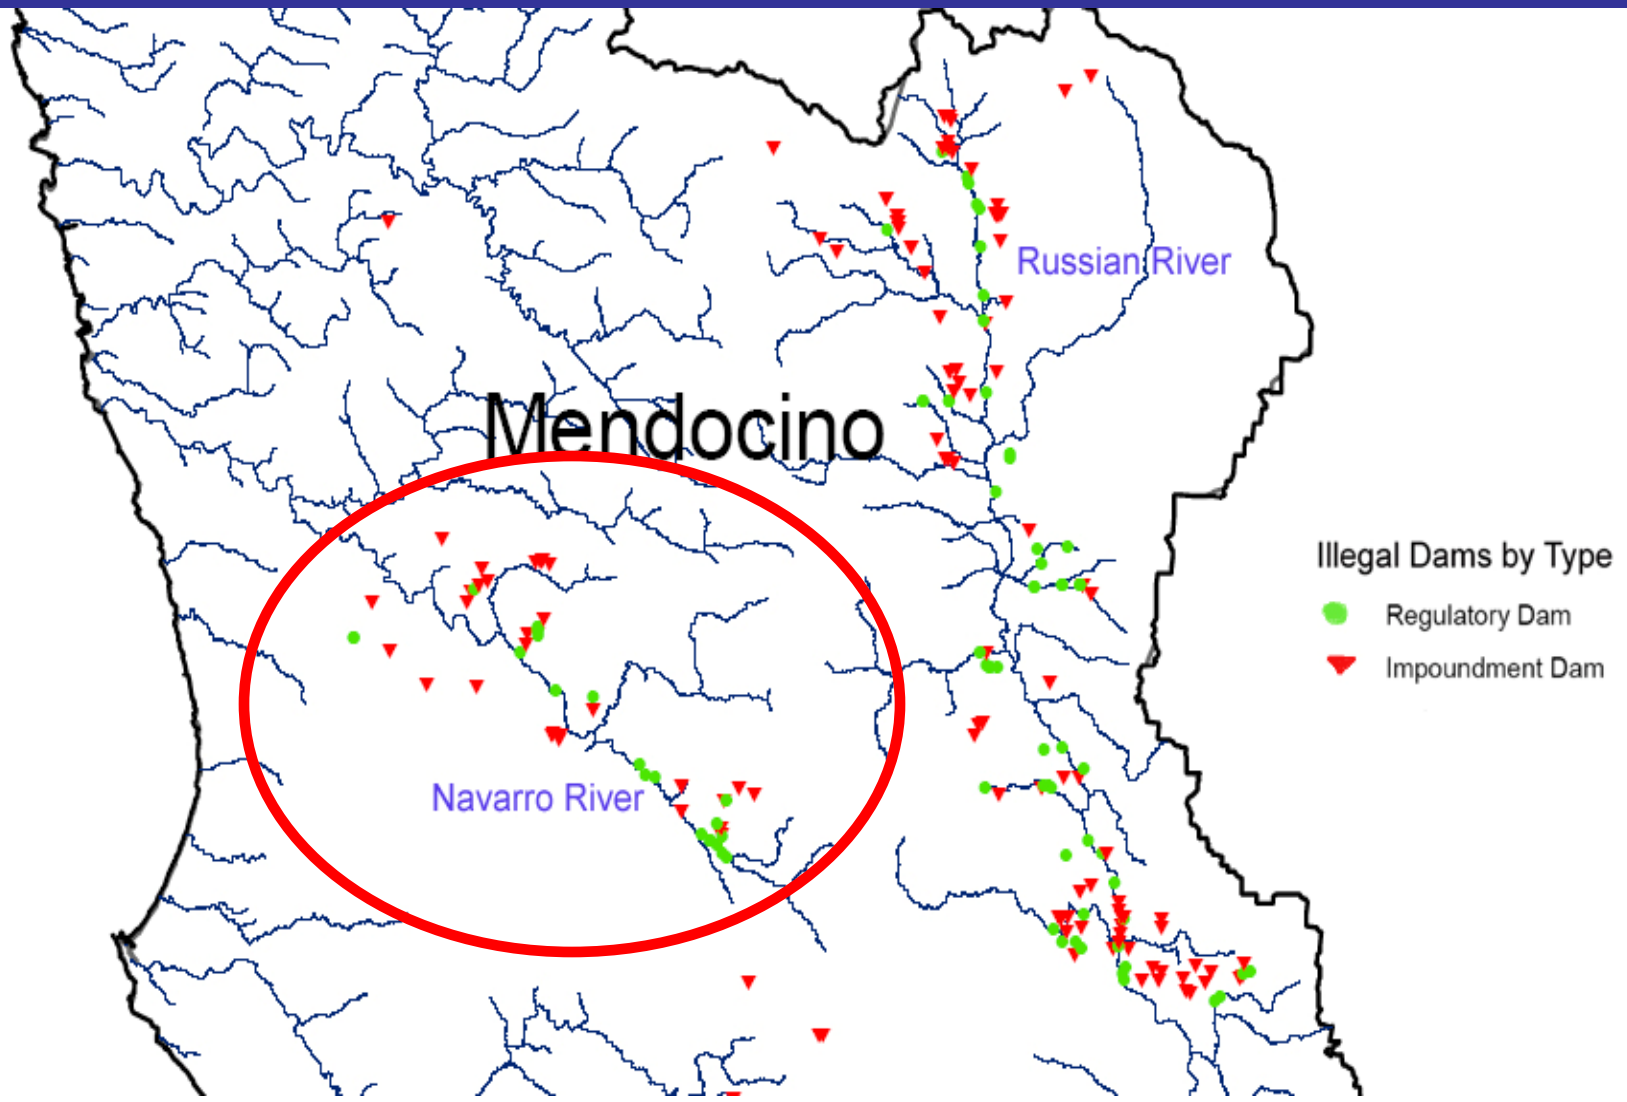 Russian River
Mendocino
Illegal Dams by Type
Regulatory Dam
Impoundment Dam
Navarro River